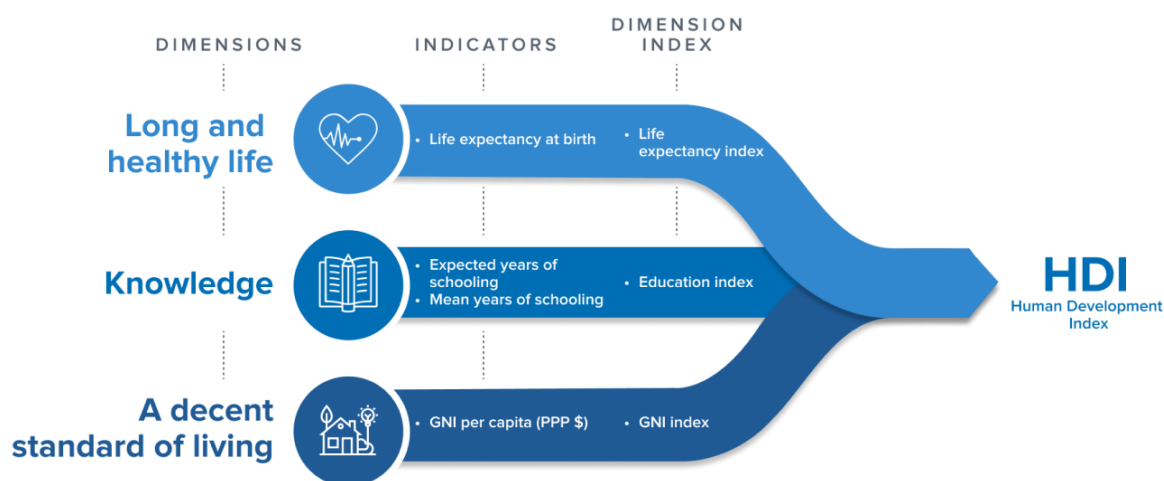 DIMENSIONS
INDICATORS
DIMENSION
INDEX
Long and
healthy life
• Life expectancy at birth
• Life
expectancy index
Knowledge
• Expected years of
schooling
• Mean years of schooling
• Education index
A decent
standard of living
• GNI per capita (PPP $)
• GNI index
HDI
Human Development
Index